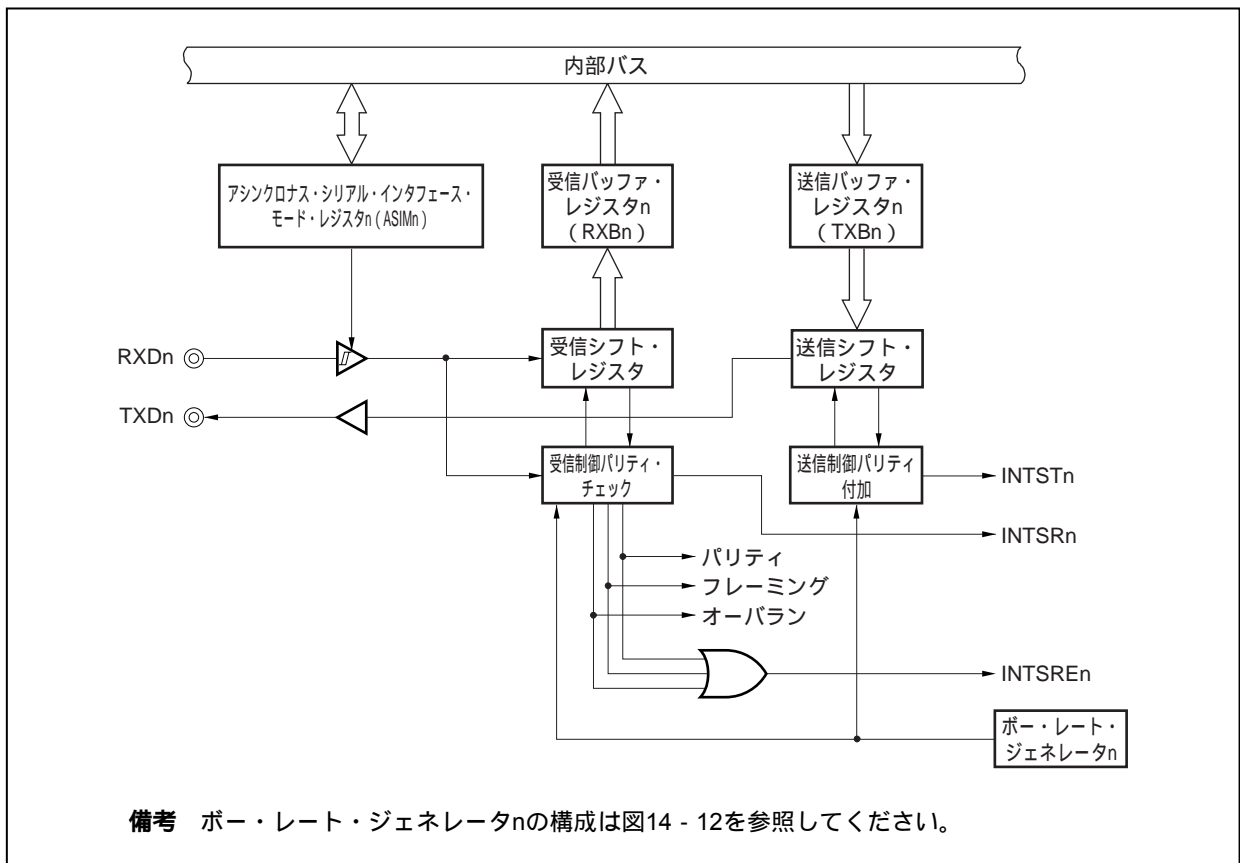 内部バス
アシンクロナス・シリアル・インタフェース・
モード・レジスタn（ASIMn）
受信バッファ・
レジスタn
（RXBn）
送信バッファ・
レジスタn
（TXBn）
RXDn
受信シフト・
レジスタ
送信シフト・
レジスタ
TXDn
受信制御パリティ・
チェック
送信制御パリティ
付加
INTSTn
INTSRn
パリティ
フレーミング
オーバラン
INTSREn
ボー・レート・
ジェネレータn
備考　ボー・レート・ジェネレータnの構成は図14 - 12を参照してください。